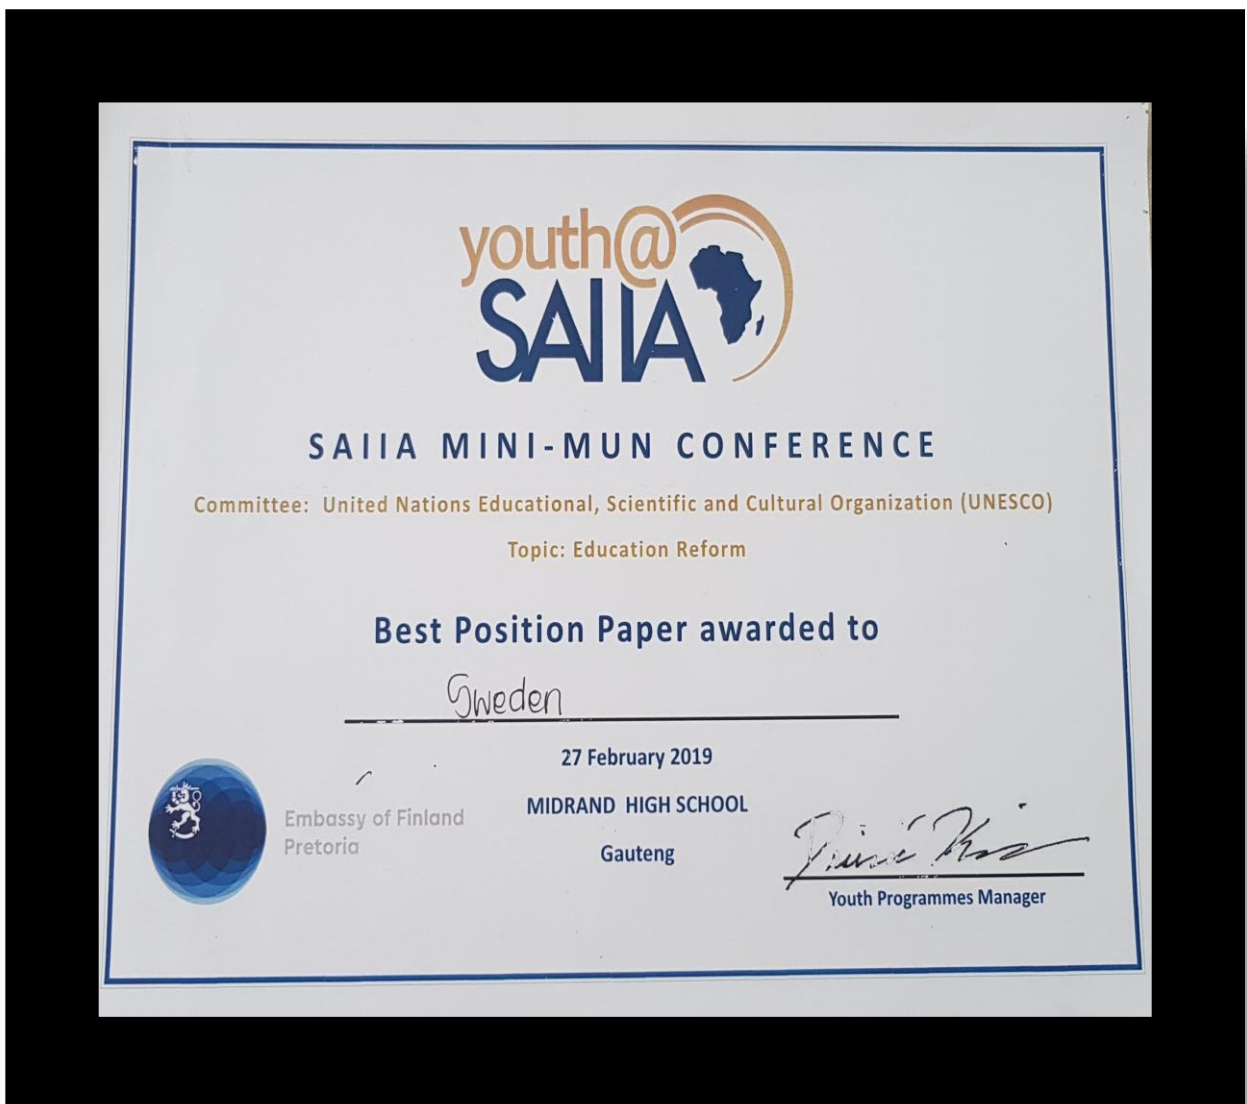 youth@
SAIIA
SAIIA MINI-MUN CONFERENCE
Committee: United Nations Educational, Scientific and Cultural Organization (UNESCO)
Topic: Education Reform
Best Position Paper awarded to
Sweden
27 February 2019
MIDRAND HIGH SCHOOL
Gauteng
Embassy of Finland
Pretoria
Youth Programmes Manager